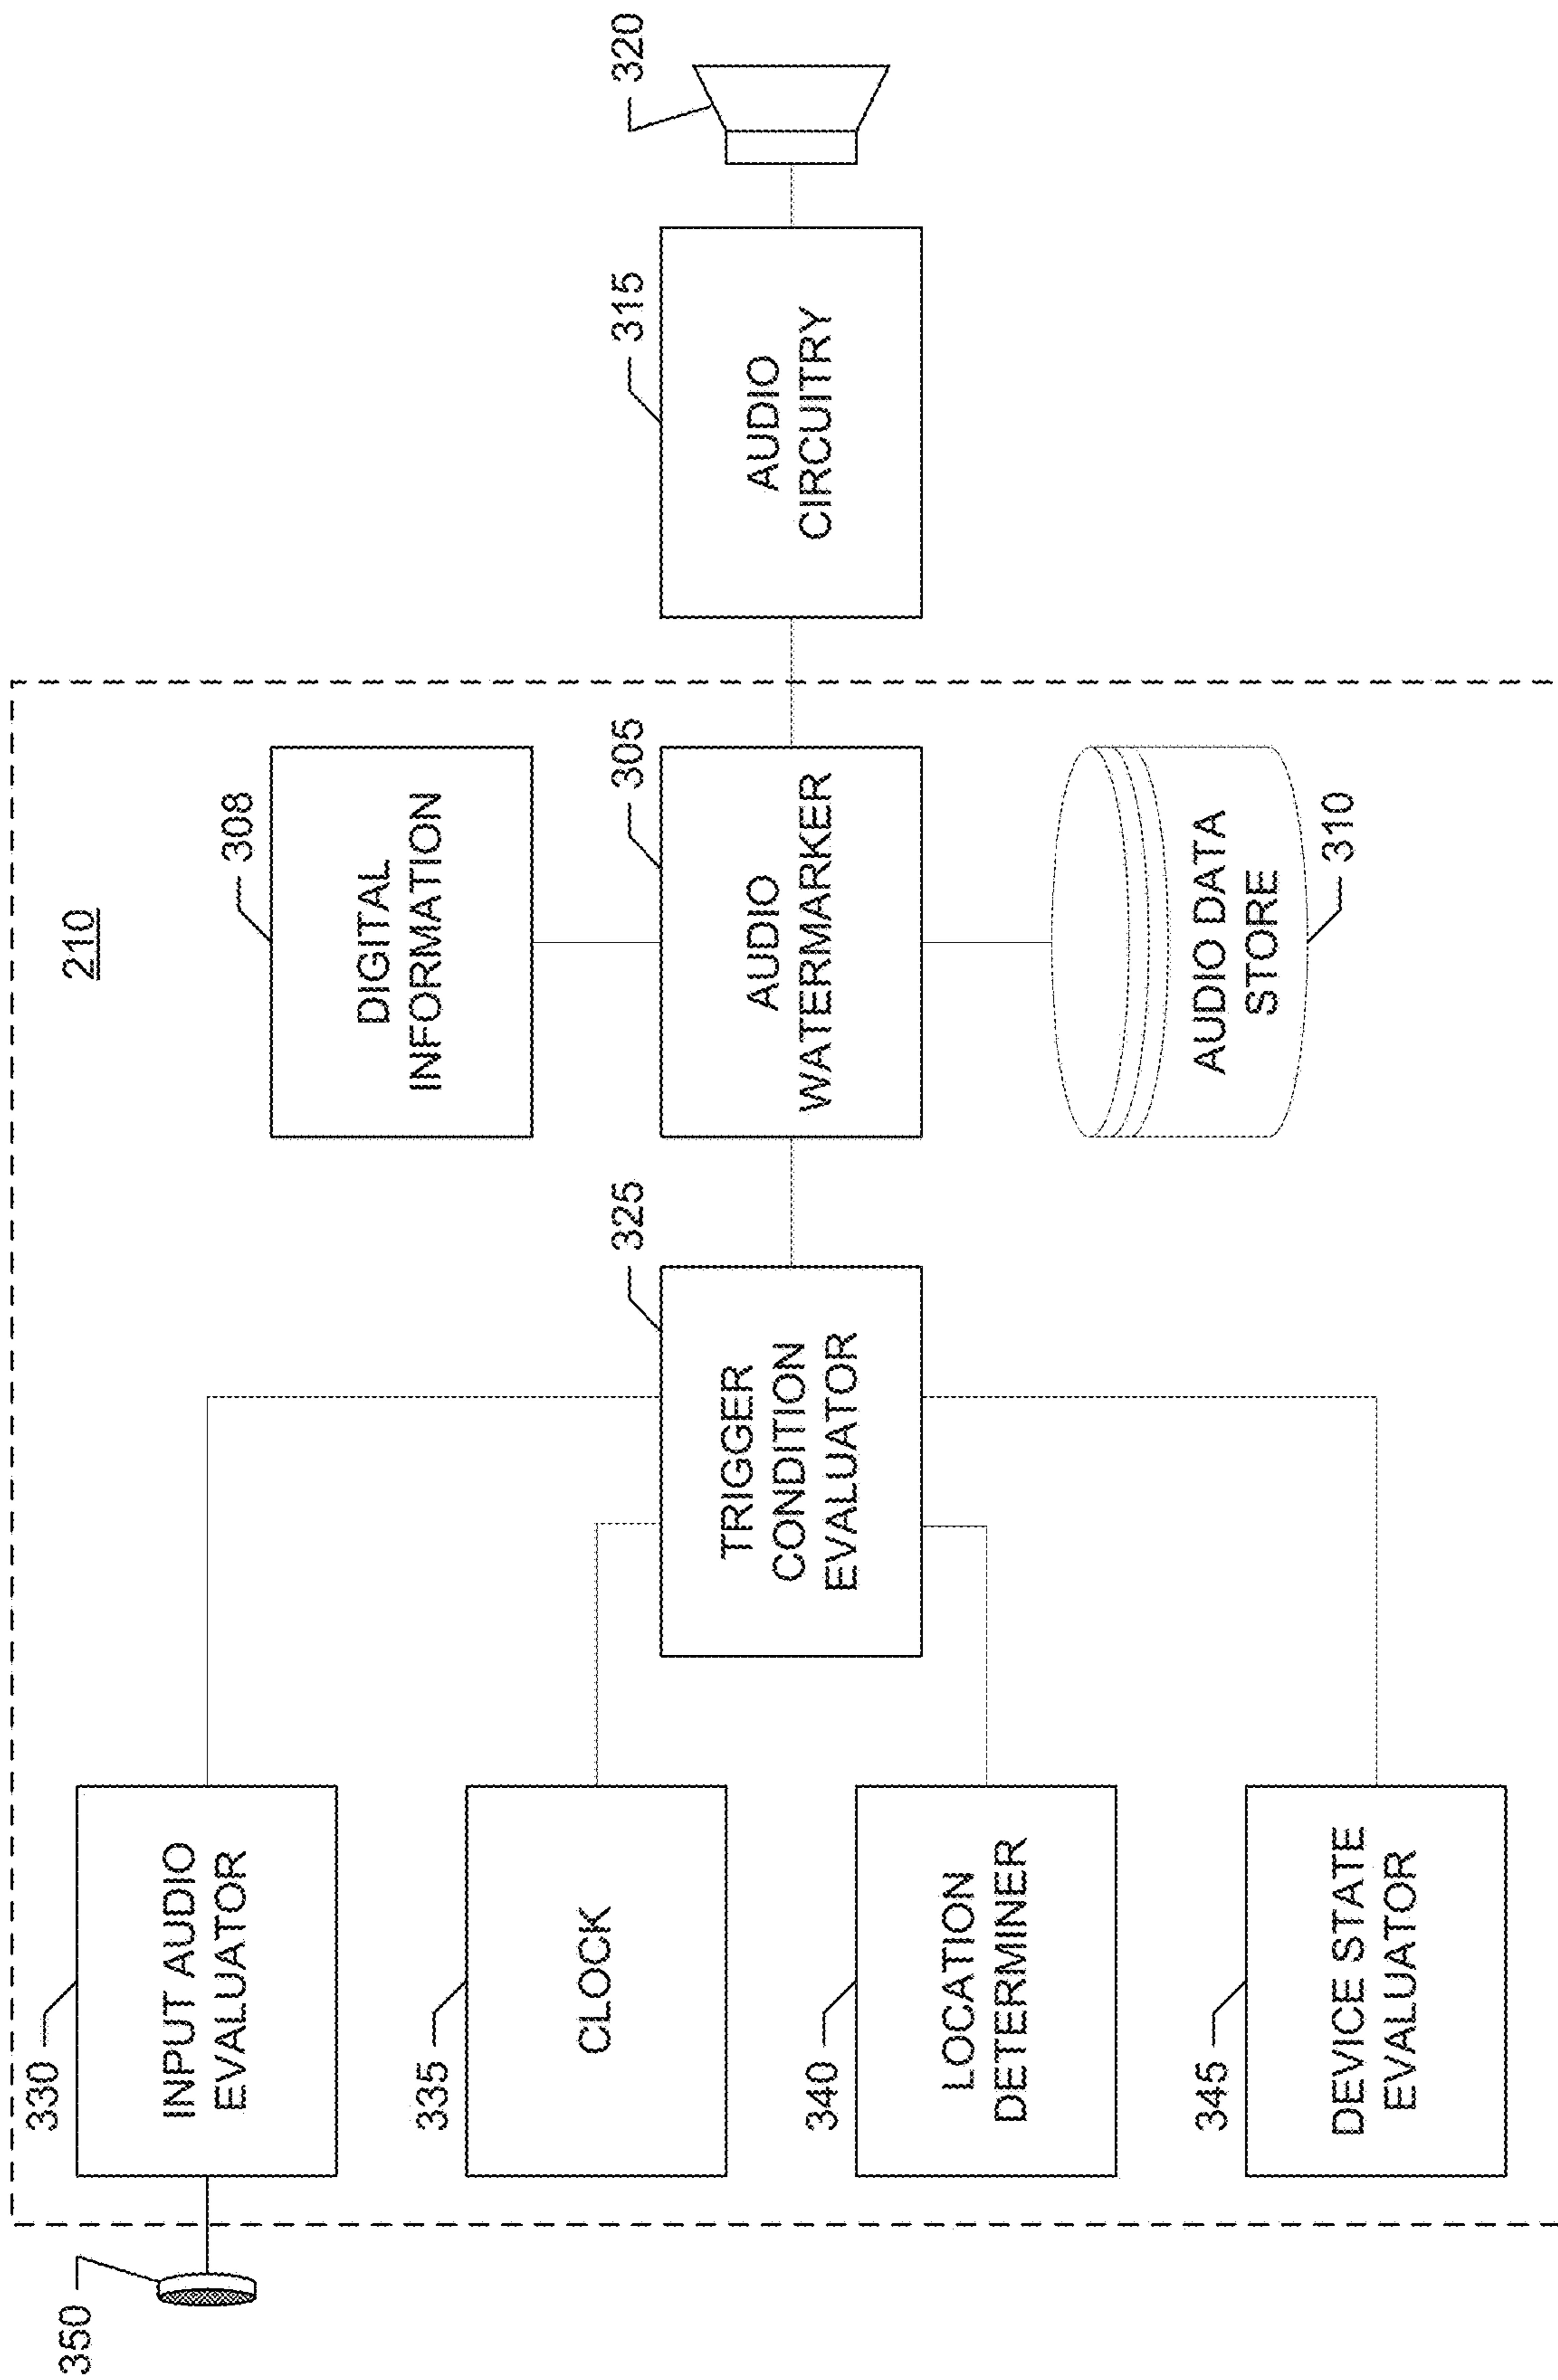 210
350
330
INPUT AUDIO
EVALUATOR
335
CLOCK
340
LOCATION
DETERMINER
345
DEVICE STATE
EVALUATOR
325
TRIGGER
CONDITION
EVALUATOR
308
DIGITAL
INFORMATION
305
AUDIO
WATERMARKER
AUDIO DATA
STORE
310
315
AUDIO
CIRCUITRY
320